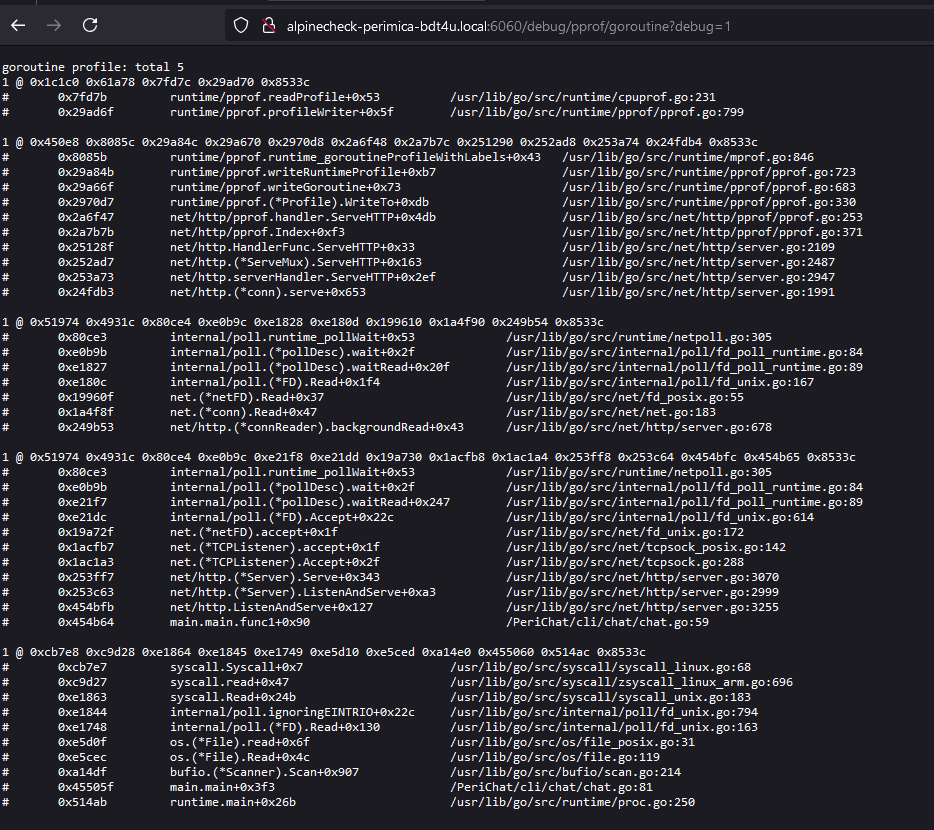 alpinecheck-perimica-bdt4u.local:6060/debug/pprof/goroutine?debug=1
goroutine profile: total 5
1 @ 0x1c1c0 0x61a78 0x7fd7c 0x29ad70 0x8533c
# 0x7fd7b runtime/pprof.readProfile+0x53 /usr/lib/go/src/runtime/cpuprof.go:231
# 0x29ad6f runtime/pprof.profileWriter+0x5f /usr/lib/go/src/runtime/pprof/pprof.go:799
1 @ 0x450e8 0x8085c 0x29a84c 0x29a670 0x2970d8 0x2a6f48 0x2a7b7c 0x251290 0x252ad8 0x253a74 0x24fdb4 0x8533c
# 0x8085b runtime/pprof.runtime_goroutineProfileWithLabels+0x43 /usr/lib/go/src/runtime/mprof.go:846
# 0x29a84b runtime/pprof.writeRuntimeProfile+0xb7 /usr/lib/go/src/runtime/pprof/pprof.go:723
# 0x29a66f runtime/pprof.writeGoroutine+0x73 /usr/lib/go/src/runtime/pprof/pprof.go:683
# 0x2970d7 runtime/pprof.(*Profile).WriteTo+0xdb /usr/lib/go/src/runtime/pprof/pprof.go:330
# 0x2a6f47 net/http/pprof.handler.ServeHTTP+0x4db /usr/lib/go/src/net/http/pprof/pprof.go:253
# 0x2a7b7b net/http/pprof.Index+0xf3 /usr/lib/go/src/net/http/pprof/pprof.go:371
# 0x25128f net/http.HandlerFunc.ServeHTTP+0x33 /usr/lib/go/src/net/http/server.go:2109
# 0x252ad7 net/http.(*ServeMux).ServeHTTP+0x163 /usr/lib/go/src/net/http/server.go:2487
# 0x253a73 net/http.serverHandler.ServeHTTP+0x2ef /usr/lib/go/src/net/http/server.go:2947
# 0x24fdb3 net/http.(*conn).serve+0x653 /usr/lib/go/src/net/http/server.go:1991
1 @ 0x51974 0x4931c 0x80ce4 0xe0b9c 0xe1828 0xe180d 0x199610 0x1a4f90 0x249b54 0x8533c
# 0x80ce3 internal/poll.runtime_pollWait+0x53 /usr/lib/go/src/runtime/netpoll.go:305
# 0xe0b9b internal/poll.(*pollDesc).wait+0x2f /usr/lib/go/src/internal/poll/fd_poll_runtime.go:84
# 0xe1827 internal/poll.(*pollDesc).waitRead+0x20f /usr/lib/go/src/internal/poll/fd_poll_runtime.go:89
# 0xe180c internal/poll.(*FD).Read+0x1f4 /usr/lib/go/src/internal/poll/fd_unix.go:167
# 0x19960f net.(*netFD).Read+0x37 /usr/lib/go/src/net/fd_posix.go:55
# 0x1a4f8f net.(*conn).Read+0x47 /usr/lib/go/src/net/net.go:183
# 0x249b53 net/http.(*connReader).backgroundRead+0x43 /usr/lib/go/src/net/http/server.go:678
1 @ 0x51974 0x4931c 0x80ce4 0xe0b9c 0xe21f8 0xe21dd 0x19a730 0x1acfb8 0x1ac1a4 0x253ff8 0x253c64 0x454bfc 0x454b65 0x8533c
# 0x80ce3 internal/poll.runtime_pollWait+0x53 /usr/lib/go/src/runtime/netpoll.go:305
# 0xe0b9b internal/poll.(*pollDesc).wait+0x2f /usr/lib/go/src/internal/poll/fd_poll_runtime.go:84
# 0xe21f7 internal/poll.(*pollDesc).waitRead+0x247 /usr/lib/go/src/internal/poll/fd_poll_runtime.go:89
# 0xe21dc internal/poll.(*FD).Accept+0x22c /usr/lib/go/src/internal/poll/fd_unix.go:614
# 0x19a72f net.(*netFD).accept+0x1f /usr/lib/go/src/net/fd_unix.go:172
# 0x1acfb7 net.(*TCPListener).accept+0x1f /usr/lib/go/src/net/tcpsock_posix.go:142
# 0x1ac1a3 net.(*TCPListener).Accept+0x2f /usr/lib/go/src/net/tcpsock.go:288
# 0x253ff7 net/http.(*Server).Serve+0x343 /usr/lib/go/src/net/http/server.go:3070
# 0x253c63 net/http.(*Server).ListenAndServe+0xa3 /usr/lib/go/src/net/http/server.go:2999
# 0x454bfb net/http.ListenAndServe+0x127 /usr/lib/go/src/net/http/server.go:3255
# 0x454b64 main.main.func1+0x90 /PeriChat/cli/chat/chat.go:59
1 @ 0xcb7e8 0xc9d28 0xe1864 0xe1845 0xe1749 0xe5d10 0xe5ced 0xa14e0 0x455060 0x514ac 0x8533c
# 0xcb7e7 syscall.Syscall+0x7 /usr/lib/go/src/syscall/syscall_linux.go:68
# 0xc9d27 syscall.read+0x47 /usr/lib/go/src/syscall/zsyscall_linux_arm.go:696
# 0xe1863 syscall.Read+0x24b /usr/lib/go/src/syscall/syscall_unix.go:183
# 0xe1844 internal/poll.ignoringEINTRIO+0x22c /usr/lib/go/src/internal/poll/fd_unix.go:794
# 0xe1748 internal/poll.(*FD).Read+0x130 /usr/lib/go/src/internal/poll/fd_unix.go:163
# 0xe5d0f os.(*File).read+0x6f /usr/lib/go/src/os/file_posix.go:31
# 0xe5cec os.(*File).Read+0x4c /usr/lib/go/src/os/file.go:119
# 0xa14df bufio.(*Scanner).Scan+0x907 /usr/lib/go/src/bufio/scan.go:214
# 0x45505f main.main+0x3f3 /PeriChat/cli/chat/chat.go:81
# 0x514ab runtime.main+0x26b /usr/lib/go/src/runtime/proc.go:250